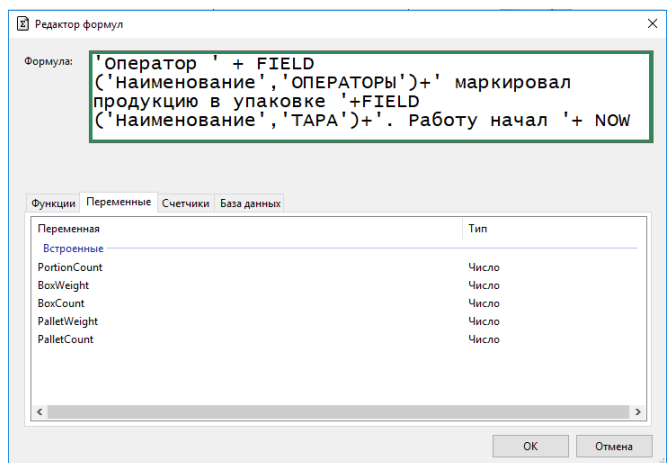 Редактор формул
Формула:
'Оператор ' + FIELD
('Наименование','ОПЕРАТОРЫ')+' маркировал
продукцию в упаковке '+FIELD
('Наименование','ТАРА')+'. Работу начал '+ NOW
Функции Переменные Счетчики База данных
Переменная Тип
Встроенные
PortionCount Число
BoxWeight Число
BoxCount Число
PalletWeight Число
PalletCount Число
OK Отмена